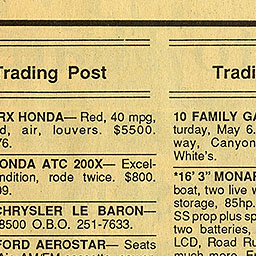 Trading Post
RX HONDA— Red, 40 mpg,
d, air, louvers. $5500.
76.
ONDA ATC 200X— Excel-
ndition, rode twice. $800.
99.
CHRYSLER LE BARON—
8500 O.B.O. 251-7633.
FORD AEROSTAR— Seats
Tradi
10 FAMILY GA
turday, May 6.
way, Canyon
White's.
*16' 3" MONAR
boat, two live w
storage, 85hp.
SS prop plus sp
two batteries,
LCD, Road Ru